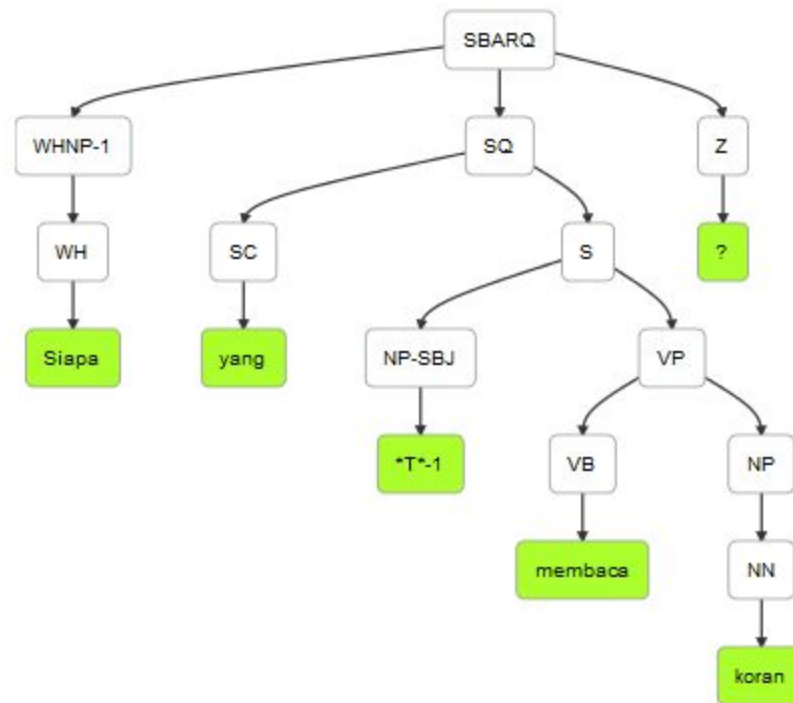 SBARQ
WHNP-1 SQ Z
WH SC S ?
Siapa yang NP-SBJ VP
*T*-1 VB NP
membaca NN
koran